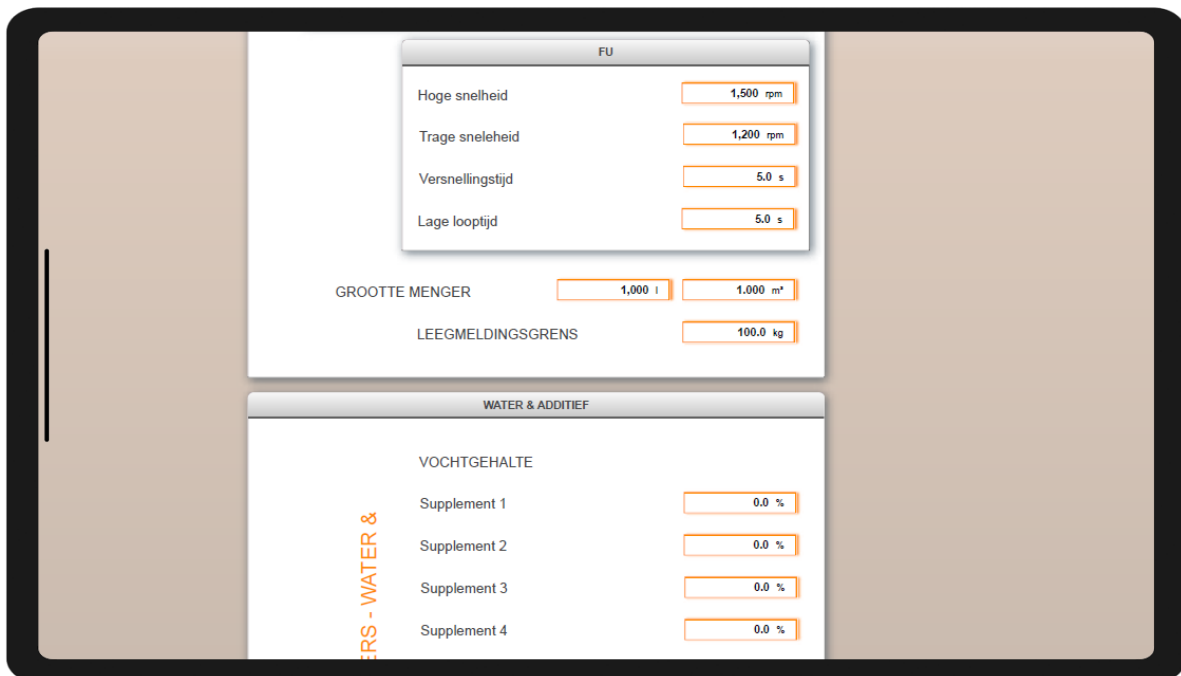 FU
Hoge snelheid 1,500 rpm
Trage sneleheid 1,200 rpm
Versnellingstijd 5.0 s
Lage looptijd 5.0 s
GROOTTE MENGER 1,000 l 1.000 m³
LEEGMELDINGSGRENS 100.0 kg
WATER & ADDITIEF
VOCHTGEHALTE
Supplement 1 0.0 %
Supplement 2 0.0 %
Supplement 3 0.0 %
Supplement 4 0.0 %
ERS - WATER &